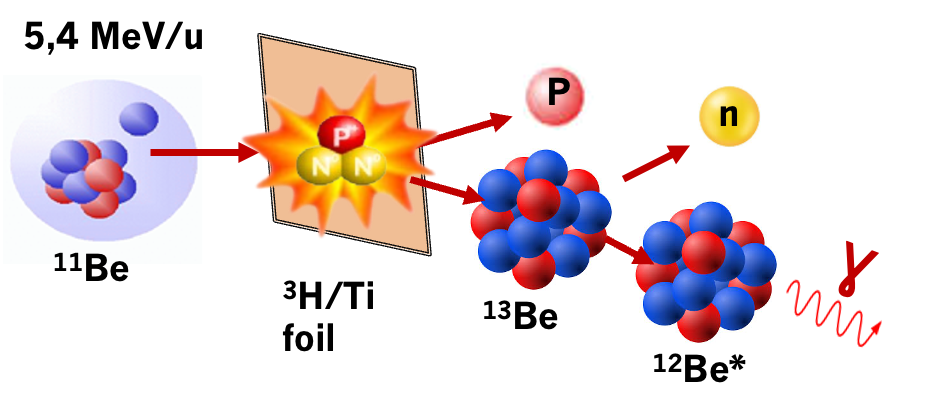 5,4 MeV/u
P
n
P
N° N°
¹¹Be
³H/Ti
foil
¹³Be
¹²Be*
γ